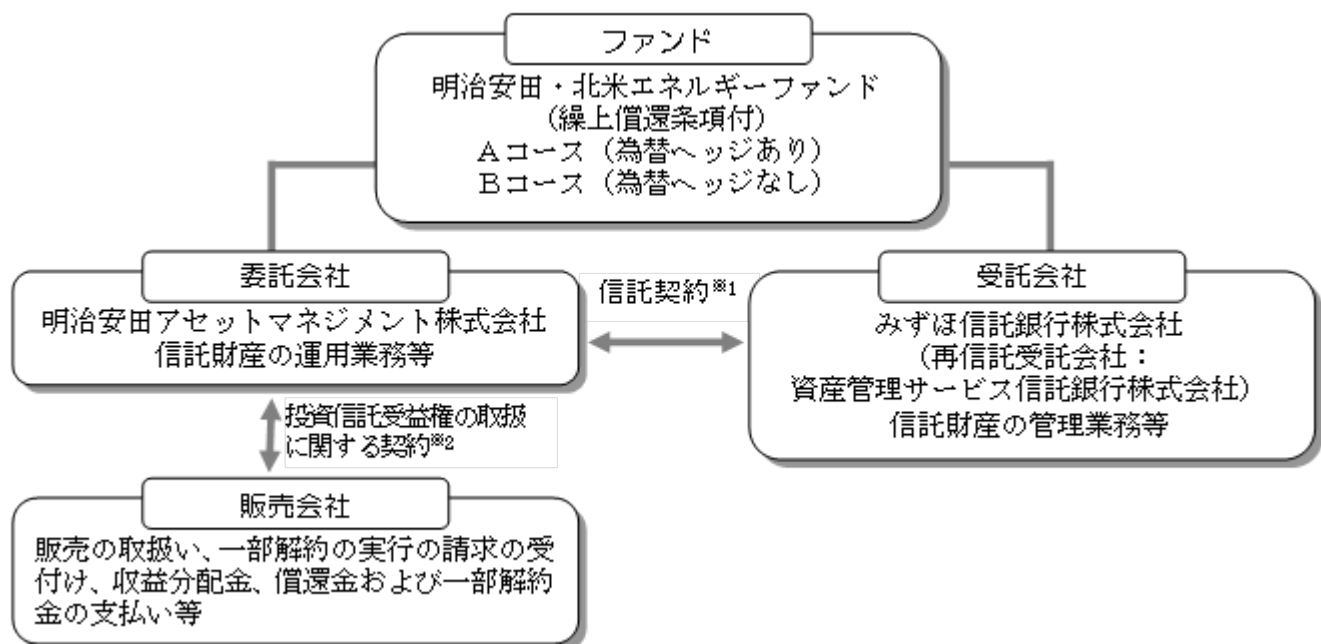 ファンド
明治安田・北米エネルギーファンド
(繰上償還条項付)
Ａコース（為替ヘッジあり）
Ｂコース（為替ヘッジなし）
委託会社
明治安田アセットマネジメント株式会社
信託財産の運用業務等
信託契約※1
受託会社
みずほ信託銀行株式会社
（再信託受託会社：
資産管理サービス信託銀行株式会社）
信託財産の管理業務等
投資信託受益権の取扱
に関する契約※2
販売会社
販売の取扱い、一部解約の実行の請求の受
付け、収益分配金、償還金および一部解約
金の支払い等